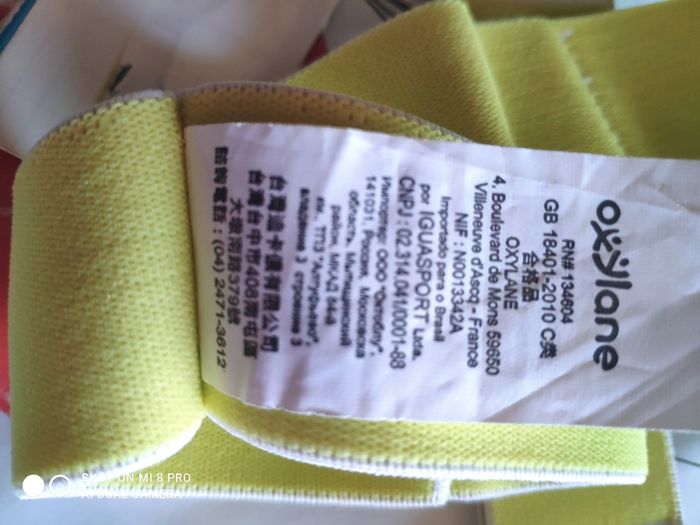 oxylane
RN# 134604
GB 18401-2010 C类
合格品
OXYLANE
4, Boulevard de Mons 59650
Villeneuve d'Ascq - France
NIF : N0013342A
Importado para o Brasil
por IGUASPORT Ltda.
CNPJ : 02.314.041/0001-88
Импортер: ООО "Октоблу",
141031, Россия, Московская
область, Мытищинский
район, МКАД 84-й
км., ТПЗ "Алтуфьево",
владение 3 строение 3
台灣迪卡儂有限公司
台灣台中市408南屯區
大墩南路379號
諮詢電話：(04) 2471-3612
SHOT ON MI 8 PRO
AI DUAL CAMERA